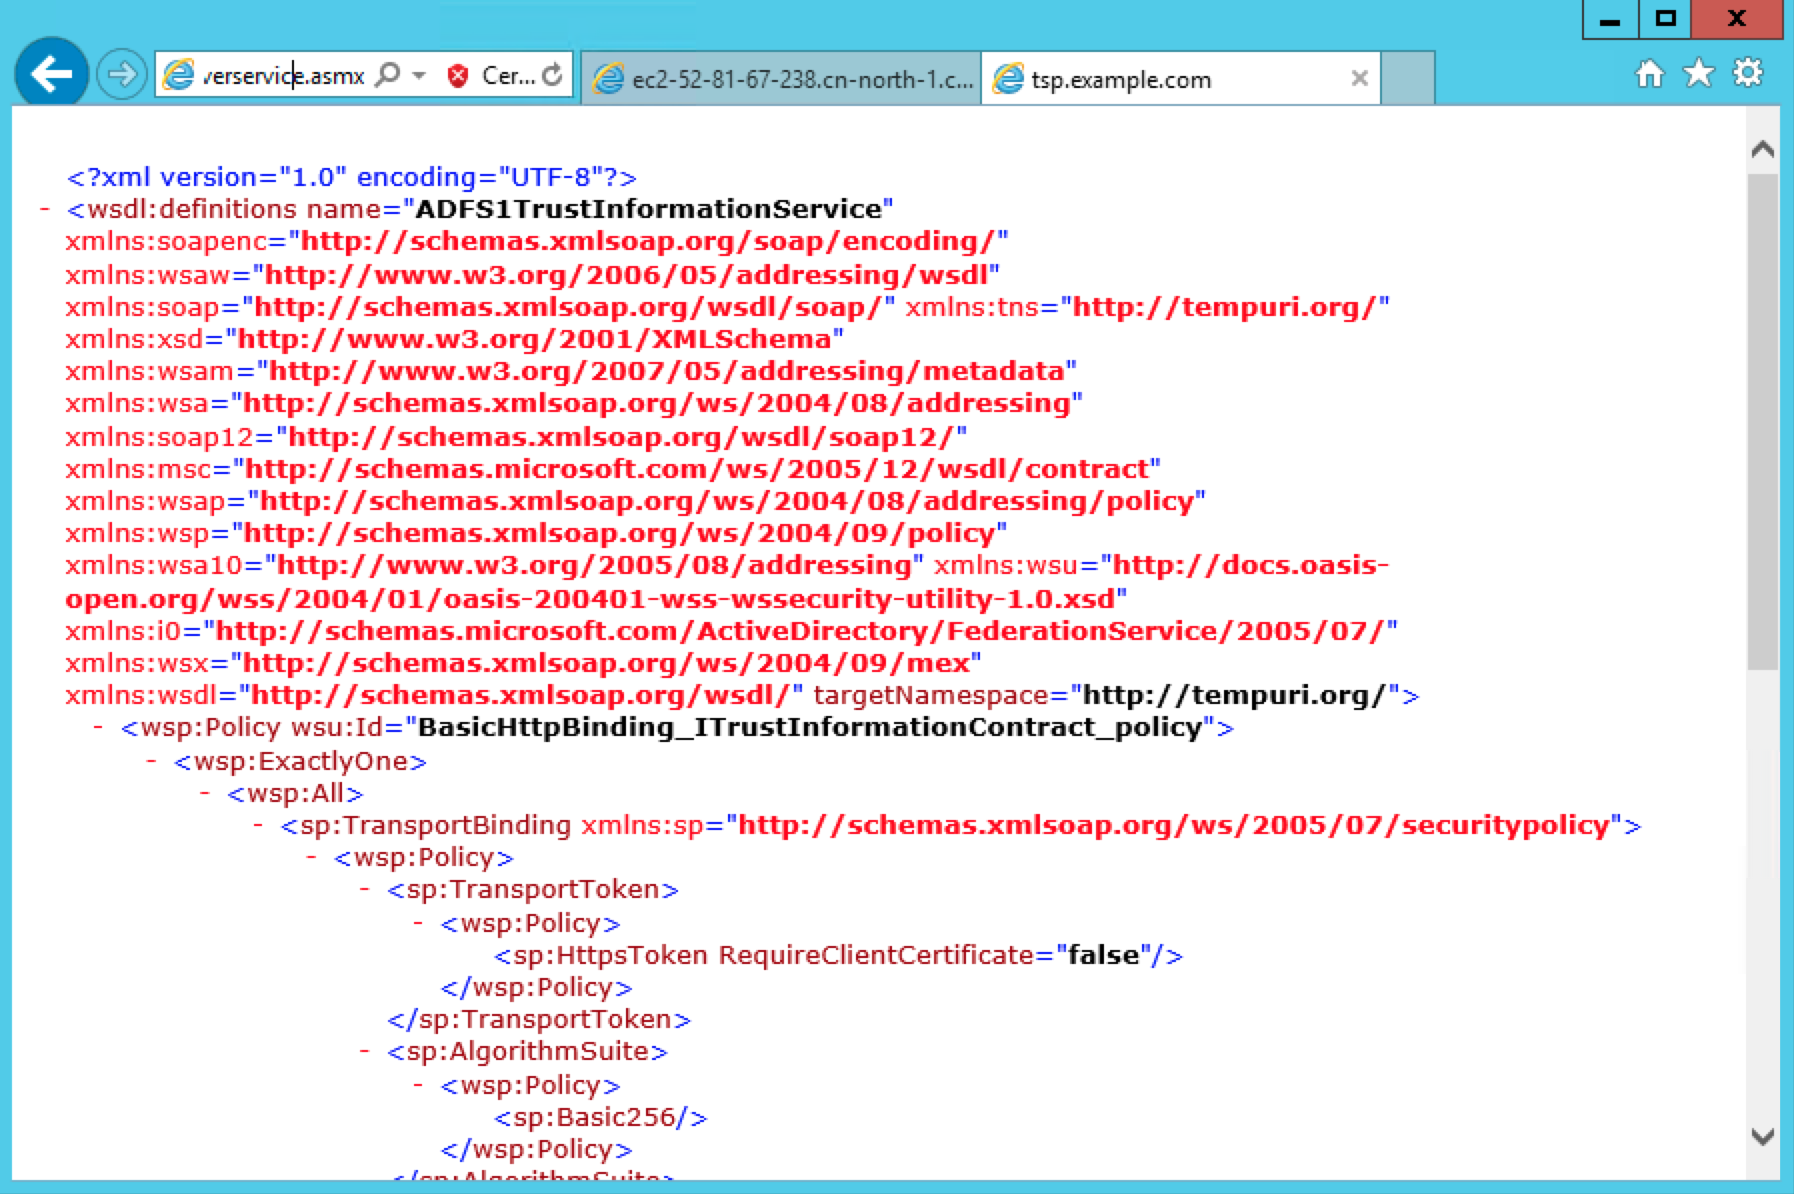 X
verservice.asmx
Cer...
ec2-52-81-67-238.cn-north-1.c...
tsp.example.com
<?xml version="1.0" encoding="UTF-8"?>
- <wsdl:definitions name="ADFS1TrustInformationService"
xmlns:soapenc="http://schemas.xmlsoap.org/soap/encoding/"
xmlns:wsaw="http://www.w3.org/2006/05/addressing/wsdl"
xmlns:soap="http://schemas.xmlsoap.org/wsdl/soap/" xmlns:tns="http://tempuri.org/"
xmlns:xsd="http://www.w3.org/2001/XMLSchema"
xmlns:wsam="http://www.w3.org/2007/05/addressing/metadata"
xmlns:wsa="http://schemas.xmlsoap.org/ws/2004/08/addressing"
xmlns:soap12="http://schemas.xmlsoap.org/wsdl/soap12/"
xmlns:msc="http://schemas.microsoft.com/ws/2005/12/wsdl/contract"
xmlns:wsap="http://schemas.xmlsoap.org/ws/2004/08/addressing/policy"
xmlns:wsp="http://schemas.xmlsoap.org/ws/2004/09/policy"
xmlns:wsa10="http://www.w3.org/2005/08/addressing" xmlns:wsu="http://docs.oasis-
open.org/wss/2004/01/oasis-200401-wss-wssecurity-utility-1.0.xsd"
xmlns:i0="http://schemas.microsoft.com/ActiveDirectory/FederationService/2005/07/"
xmlns:wsx="http://schemas.xmlsoap.org/ws/2004/09/mex"
xmlns:wsdl="http://schemas.xmlsoap.org/wsdl/" targetNamespace="http://tempuri.org/">
- <wsp:Policy wsu:Id="BasicHttpBinding_ITrustInformationContract_policy">
- <wsp:ExactlyOne>
- <wsp:All>
- <sp:TransportBinding xmlns:sp="http://schemas.xmlsoap.org/ws/2005/07/securitypolicy">
- <wsp:Policy>
- <sp:TransportToken>
- <wsp:Policy>
<sp:HttpsToken RequireClientCertificate="false"/>
</wsp:Policy>
</sp:TransportToken>
- <sp:AlgorithmSuite>
- <wsp:Policy>
<sp:Basic256/>
</wsp:Policy>
</sp:AlgorithmSuite>